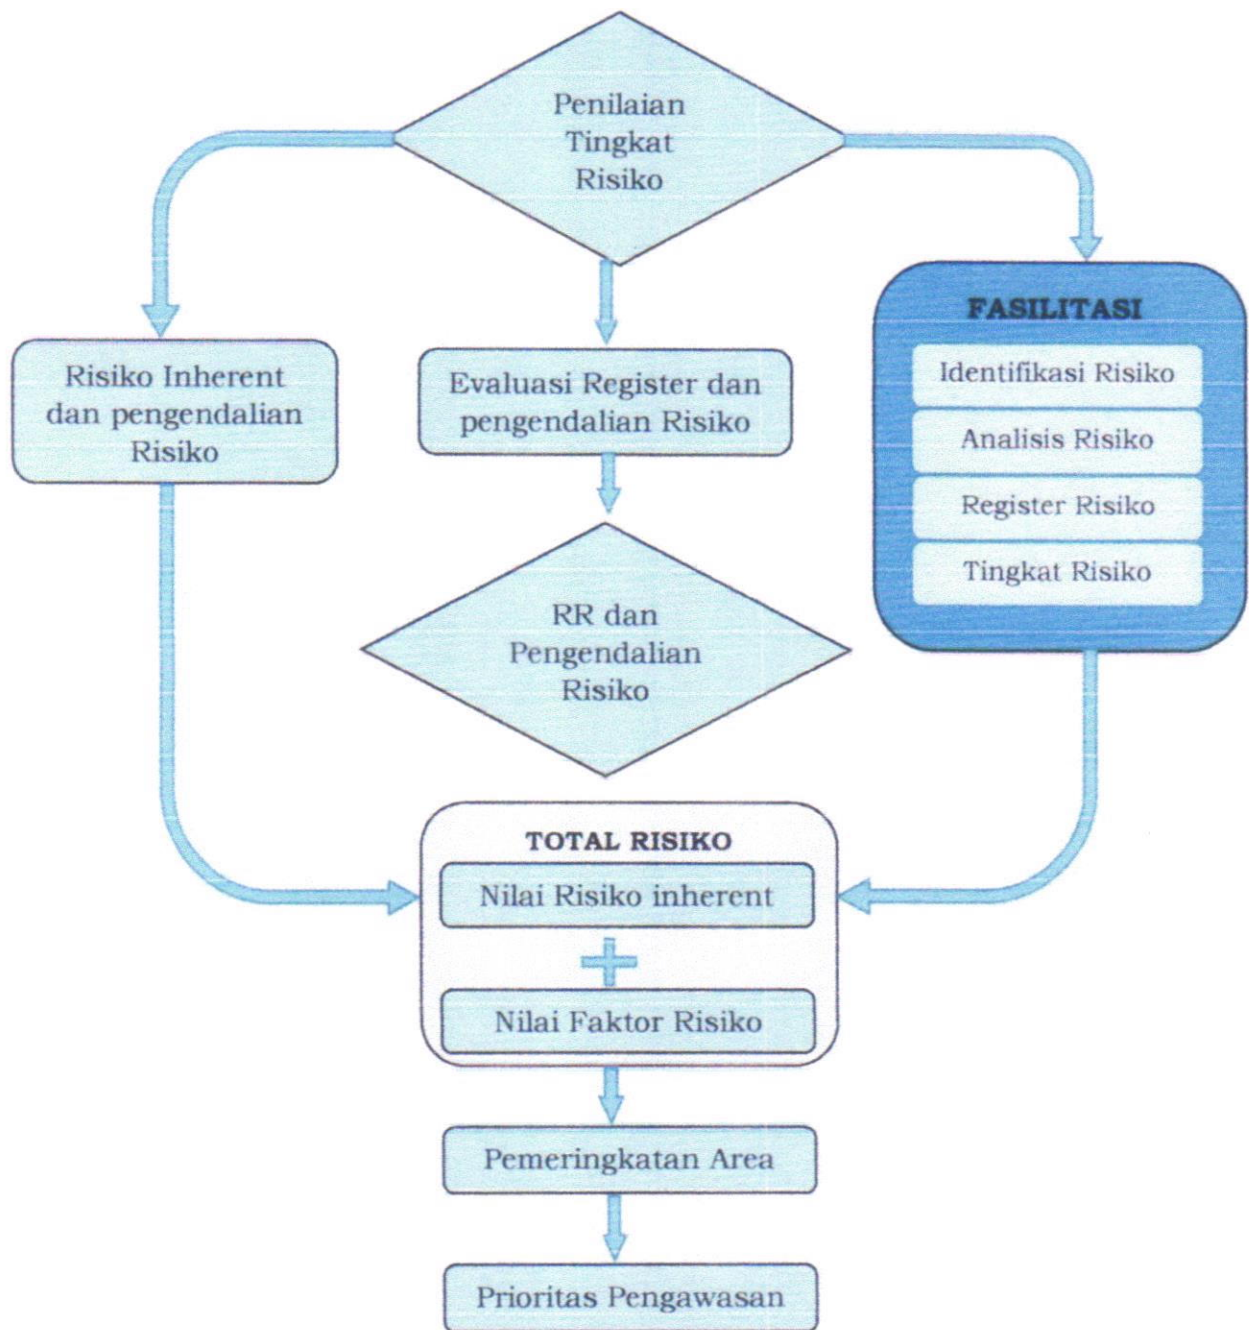 Penilaian
Tingkat
Risiko
Risiko Inherent
dan pengendalian
Risiko
Evaluasi Register dan
pengendalian Risiko
FASILITASI
Identifikasi Risiko
Analisis Risiko
Register Risiko
Tingkat Risiko
RR dan
Pengendalian
Risiko
TOTAL RISIKO
Nilai Risiko inherent
+
Nilai Faktor Risiko
Pemeringkatan Area
Prioritas Pengawasan